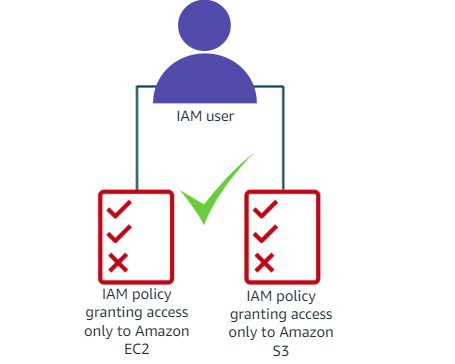 IAM user
IAM policy
granting access
only to Amazon
EC2
IAM policy
granting access
only to Amazon
S3